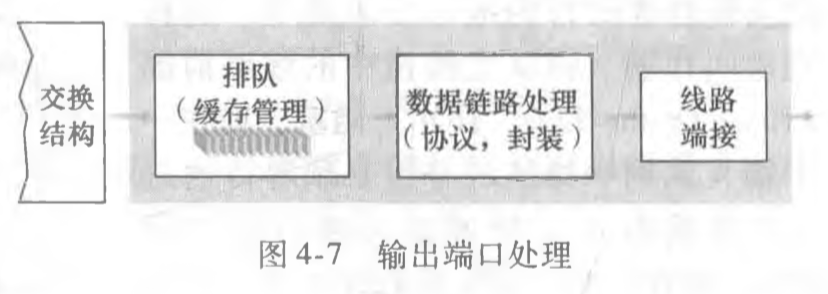 交换
结构
排队
（缓存管理）
数据链路处理
（协议，封装）
线路
端接
图 4-7 输出端口处理